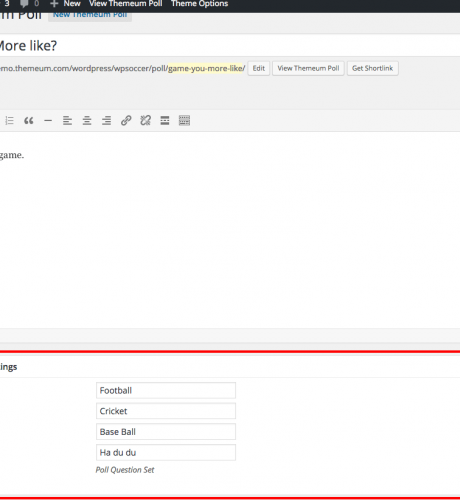 3 0 New View Themeum Poll Theme Options
m Poll New Themeum Poll
More like?
emo.themeum.com/wordpress/wpsoccer/poll/game-you-more-like/ Edit View Themeum Poll Get Shortlink
game.
ings
Football
Cricket
Base Ball
Ha du du
Poll Question Set